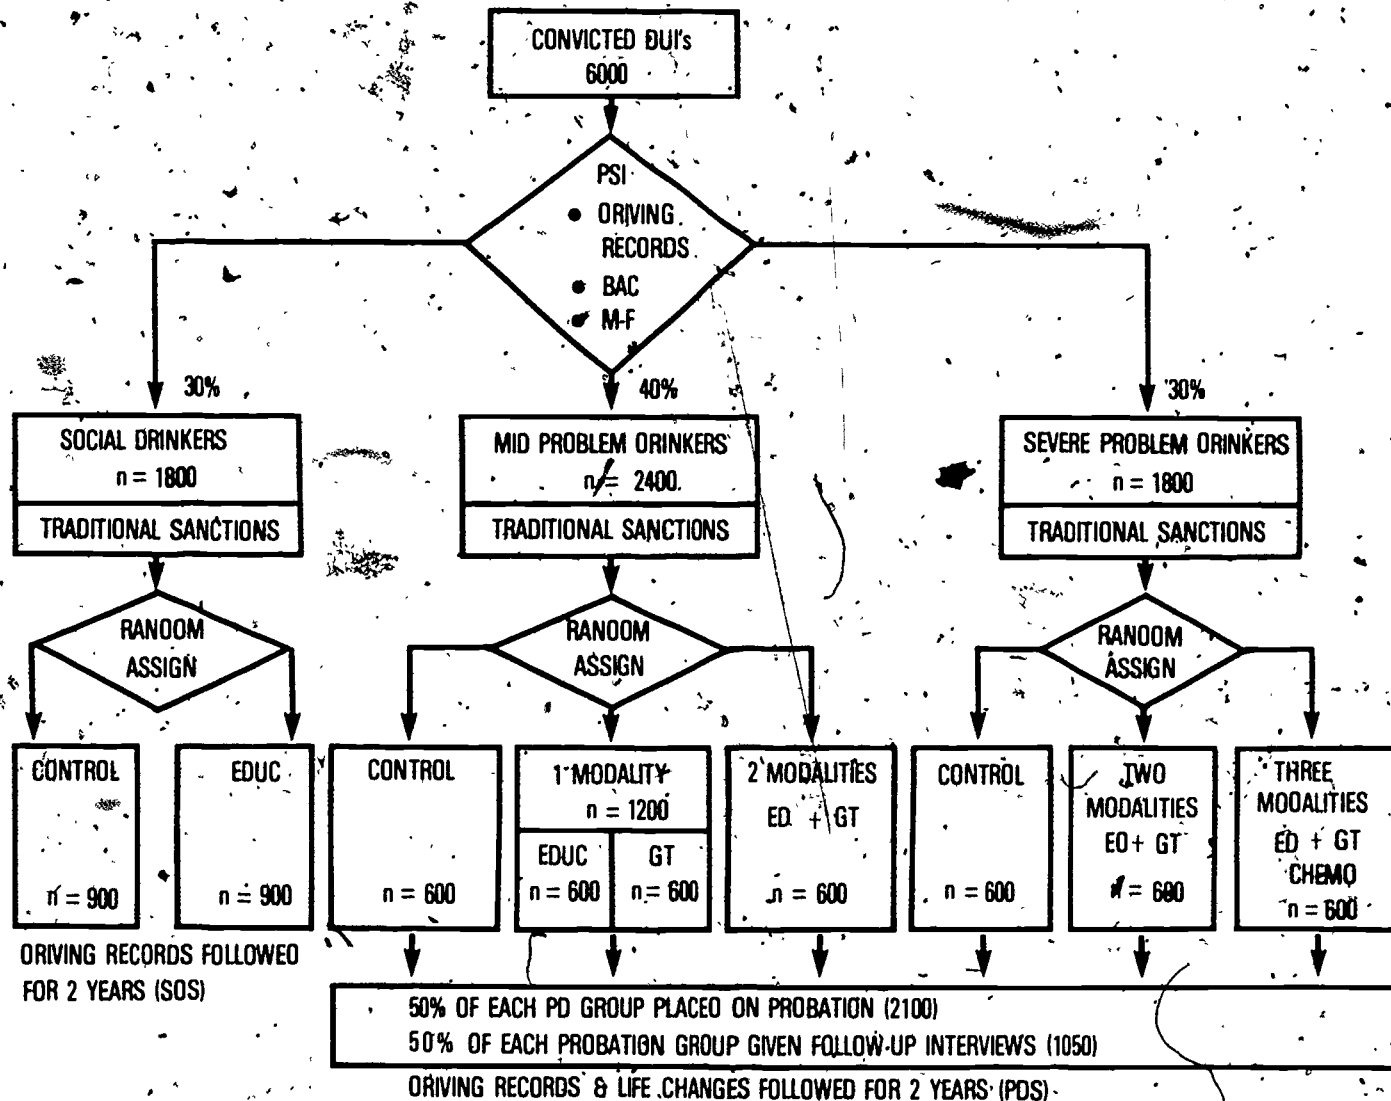 CONVICTED DUI's
6000
PSI
● DRIVING
RECORDS
● BAC
● M-F
30%
40%
30%
SOCIAL DRINKERS
n = 1800
TRADITIONAL SANCTIONS
MID PROBLEM DRINKERS
n = 2400
TRADITIONAL SANCTIONS
SEVERE PROBLEM DRINKERS
n = 1800
TRADITIONAL SANCTIONS
RANDOM
ASSIGN
RANDOM
ASSIGN
RANDOM
ASSIGN
CONTROL
n = 900
EDUC
n = 900
CONTROL
n = 600
1 MODALITY
n = 1200
EDUC
n = 600
GT
n = 600
2 MODALITIES
ED + GT
n = 600
CONTROL
n = 600
TWO
MODALITIES
ED + GT
n = 600
THREE
MODALITIES
ED + GT
CHEMO
n = 600
DRIVING RECORDS FOLLOWED
FOR 2 YEARS (SDS)
50% OF EACH PD GROUP PLACED ON PROBATION (2100)
50% OF EACH PROBATION GROUP GIVEN FOLLOW-UP INTERVIEWS (1050)
DRIVING RECORDS & LIFE CHANGES FOLLOWED FOR 2 YEARS (PDS)